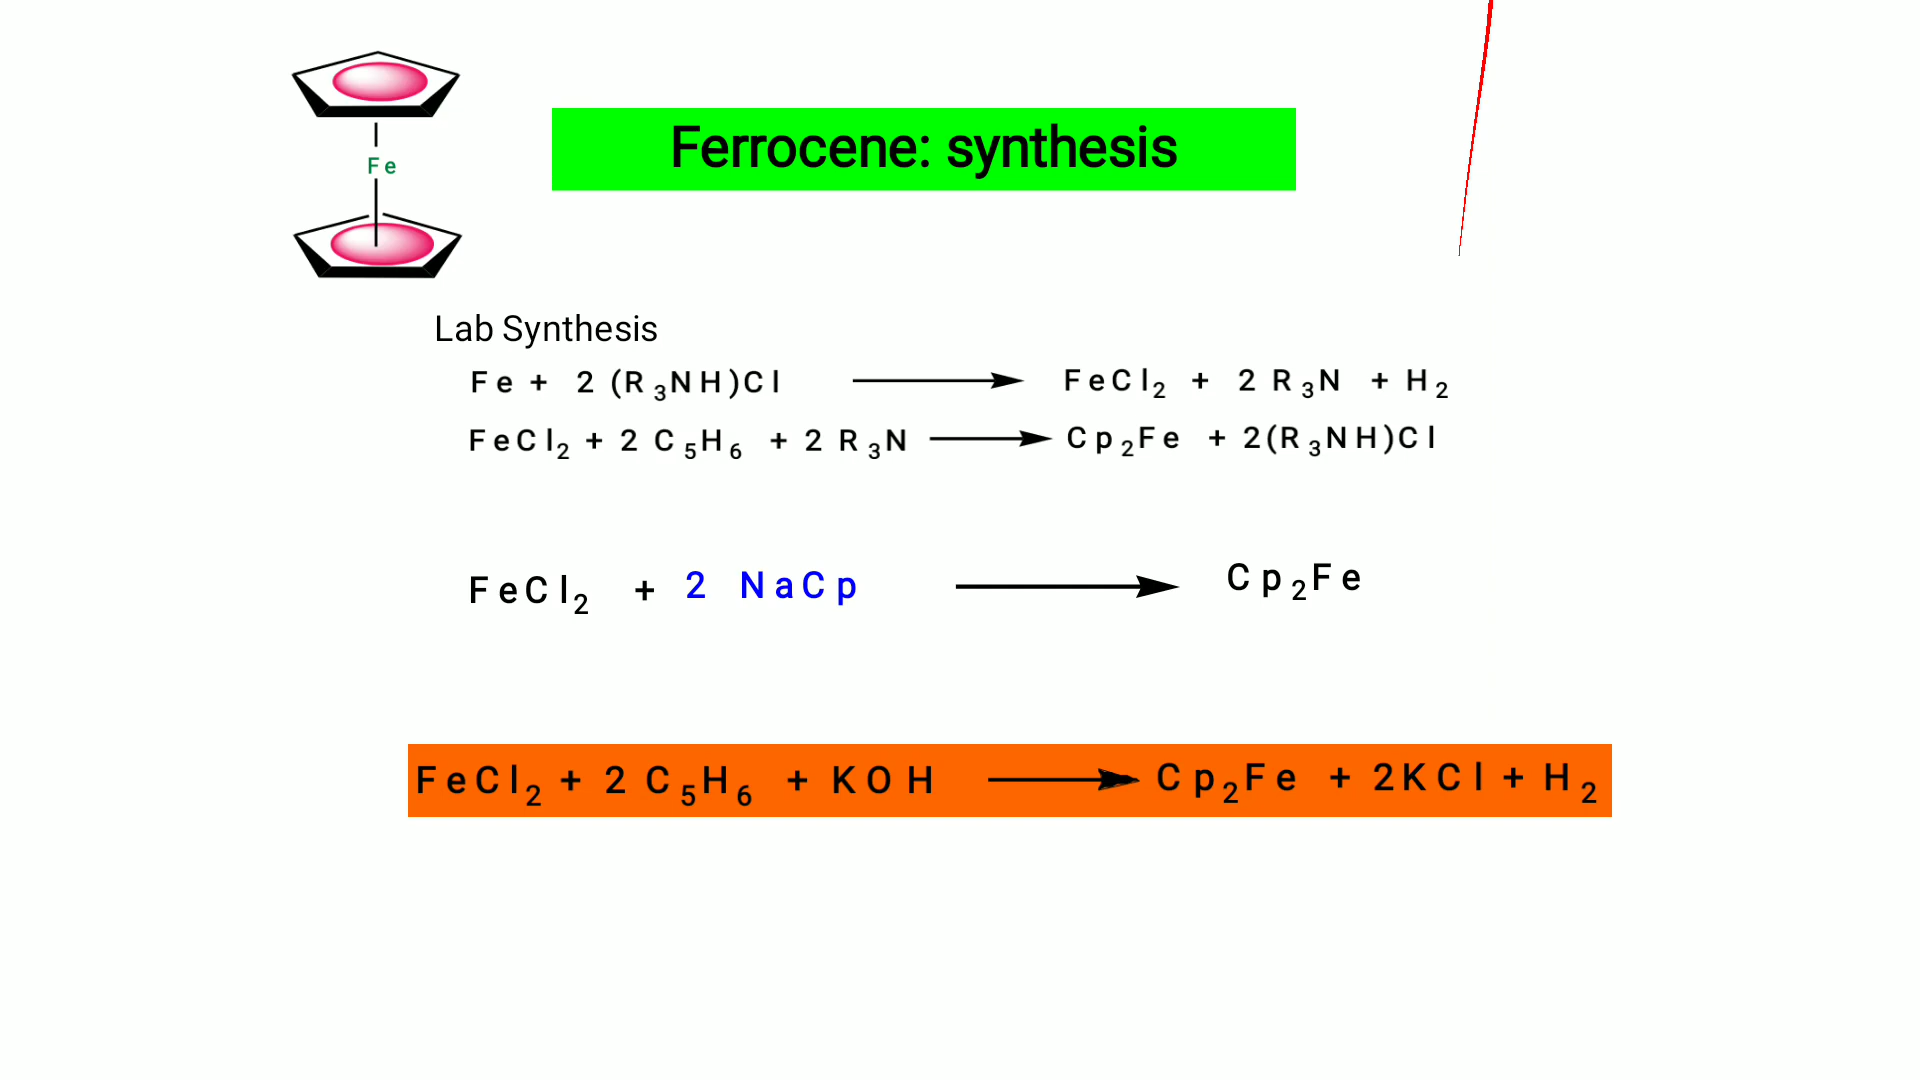 Fe
Ferrocene: synthesis
Lab Synthesis
Fe + 2 (R₃NH)Cl → FeCl₂ + 2 R₃N + H₂
FeCl₂ + 2 C₅H₆ + 2 R₃N → Cp₂Fe + 2(R₃NH)Cl
FeCl₂ + 2 NaCp → Cp₂Fe
FeCl₂ + 2 C₅H₆ + KOH → Cp₂Fe + 2KCl + H₂